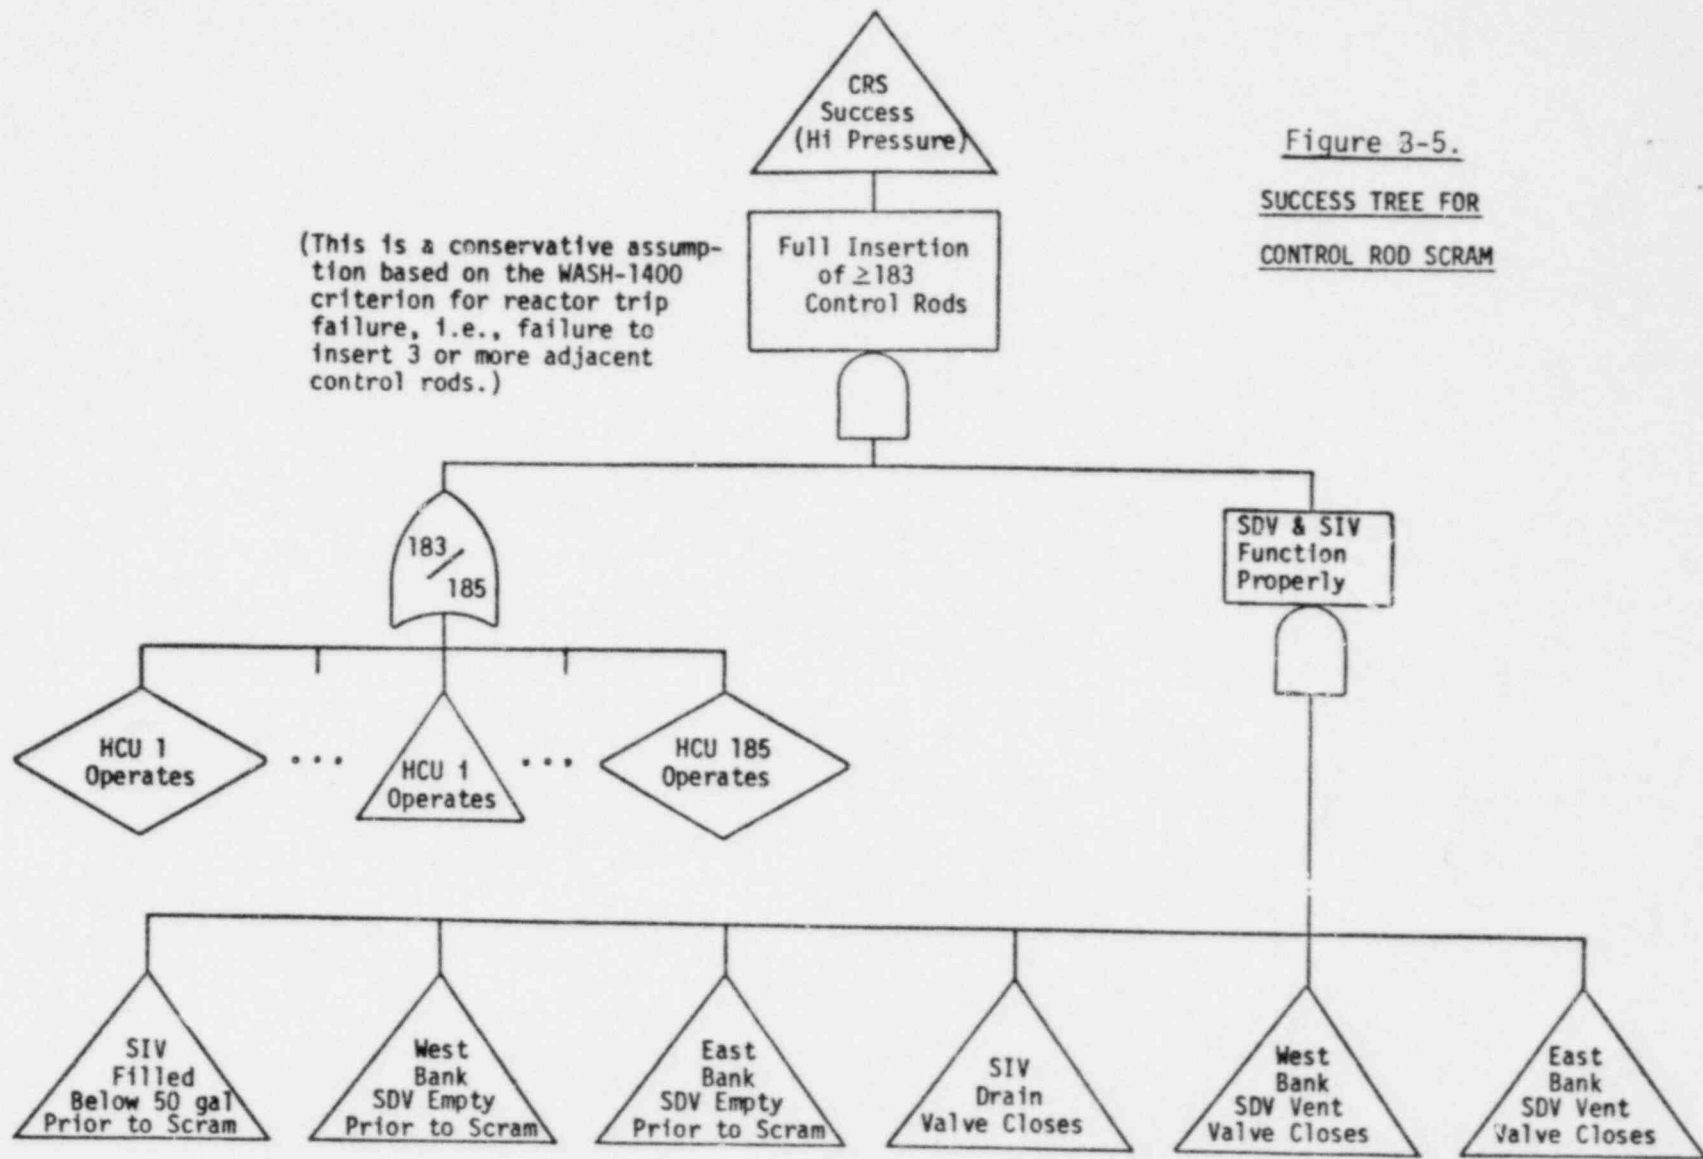 CRS
Success
(Hi Pressure)
Figure 3-5.
SUCCESS TREE FOR
CONTROL ROD SCRAM
(This is a conservative assump-
tion based on the WASH-1400
criterion for reactor trip
failure, i.e., failure to
insert 3 or more adjacent
control rods.)
Full Insertion
of ≥183
Control Rods
183/185
SDV & SIV
Function
Properly
HCU 1
Operates
...
HCU i
Operates
...
HCU 185
Operates
SIV
Filled
Below 50 gal
Prior to Scram
West
Bank
SDV Empty
Prior to Scram
East
Bank
SDV Empty
Prior to Scram
SIV
Drain
Valve Closes
West
Bank
SDV Vent
Valve Closes
East
Bank
SDV Vent
Valve Closes